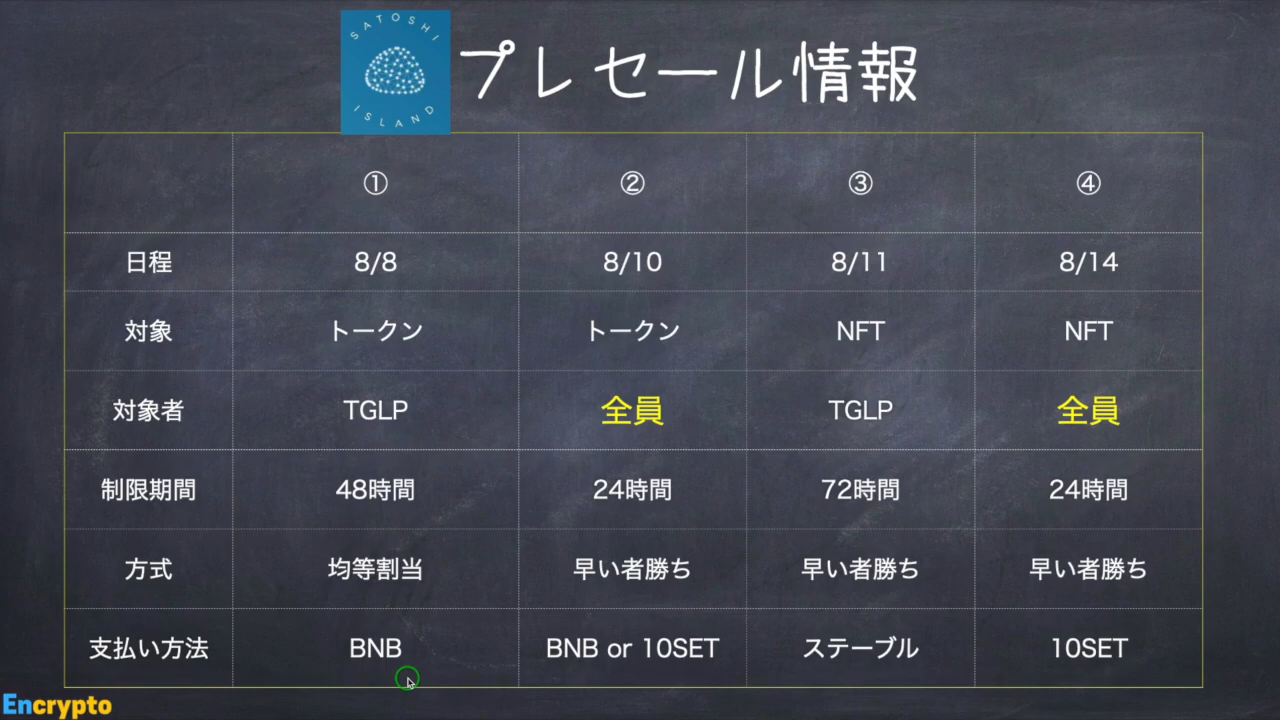 SATOSHI
ISLAND
プレセール情報
① ② ③ ④
日程 8/8 8/10 8/11 8/14
対象 トークン トークン NFT NFT
対象者 TGLP 全員 TGLP 全員
制限期間 48時間 24時間 72時間 24時間
方式 均等割当 早い者勝ち 早い者勝ち 早い者勝ち
支払い方法 BNB BNB or 10SET ステーブル 10SET
Encrypto